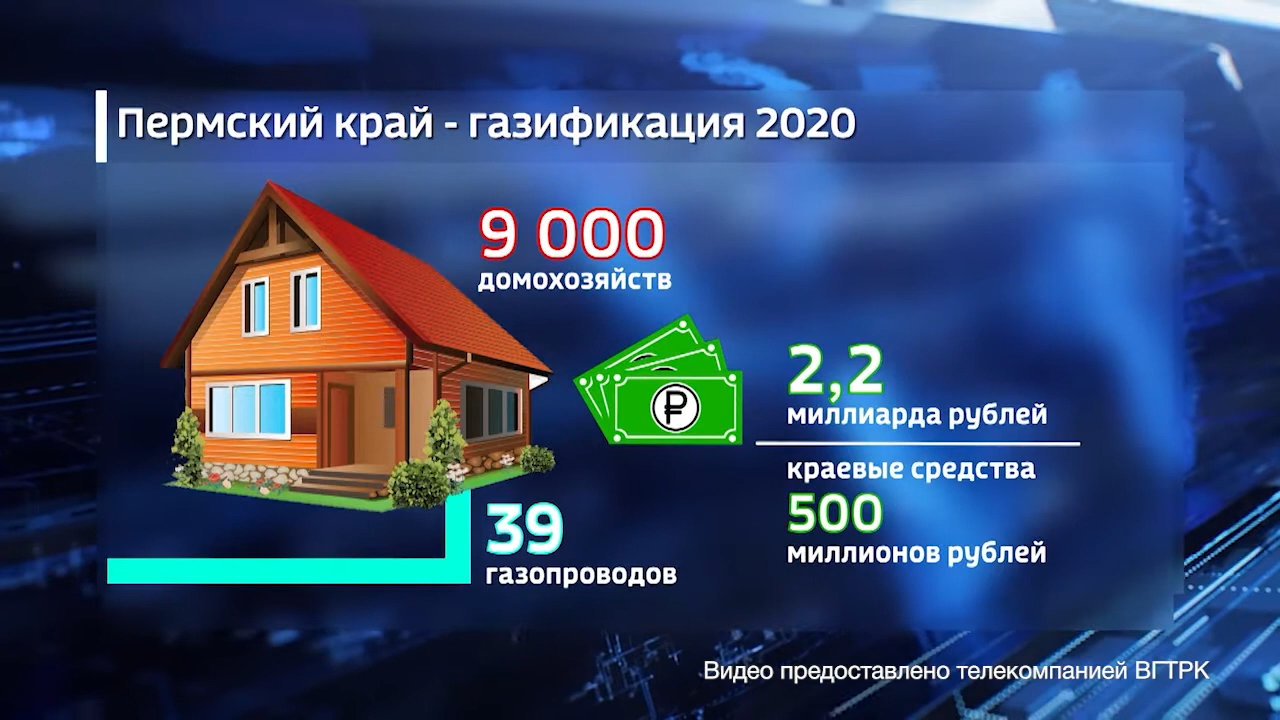 Пермский край - газификация 2020
9 000
домохозяйств
₽
2,2
миллиарда рублей
краевые средства
500
миллионов рублей
39
газопроводов
Видео предоставлено телекомпанией ВГТРК